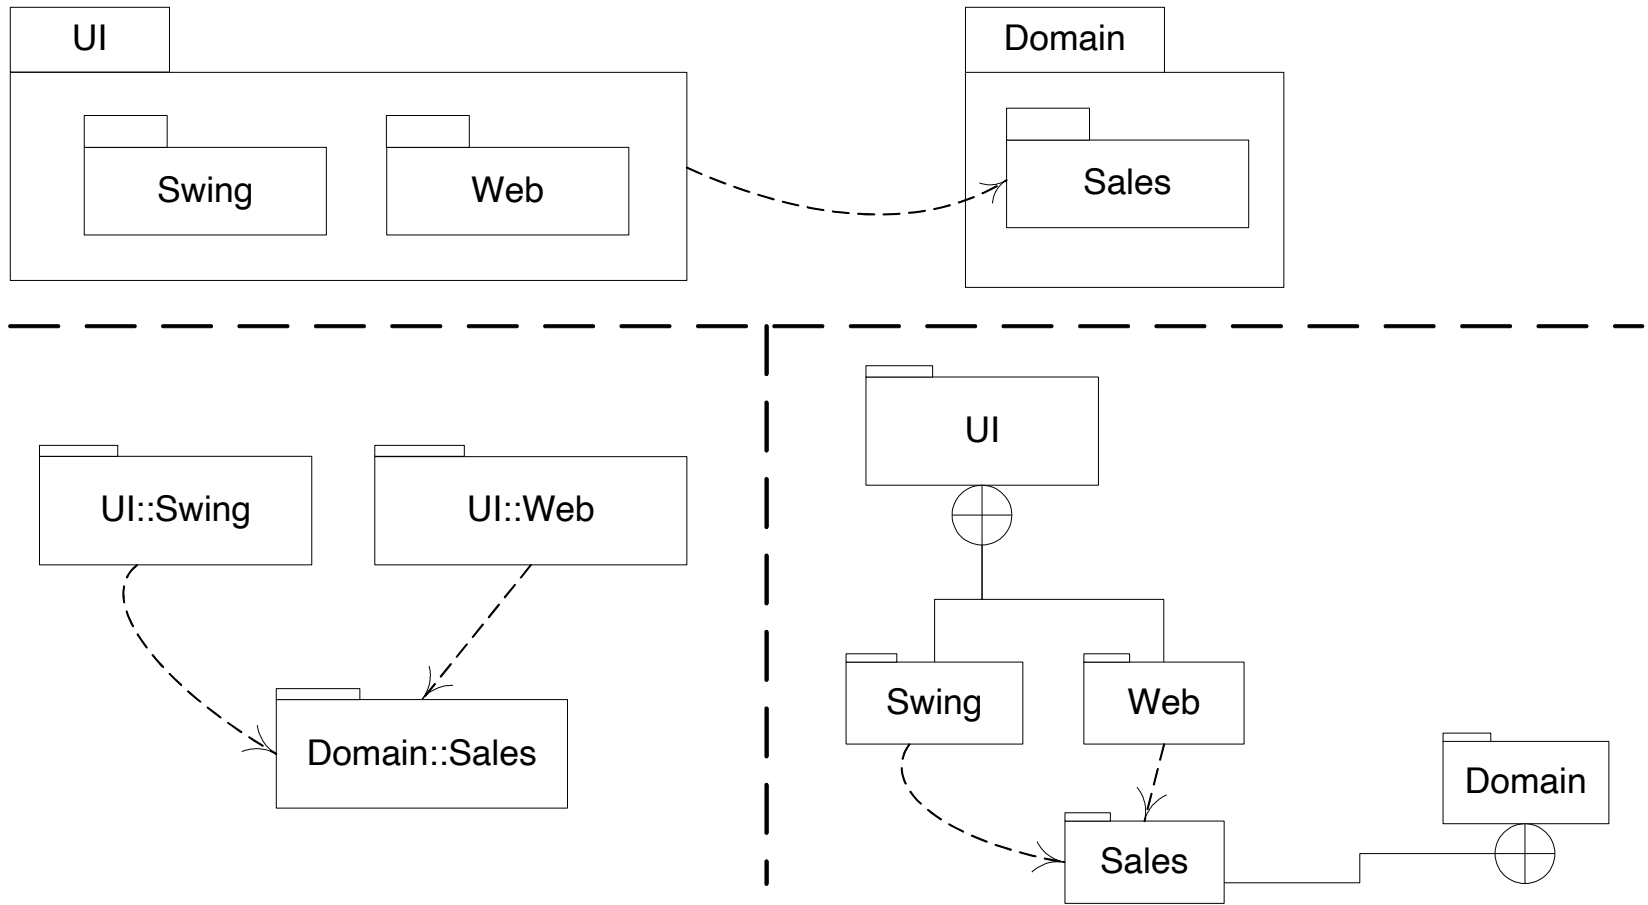 UI
Domain
Swing
Web
Sales
UI::Swing
UI::Web
Domain::Sales
UI
Swing
Web
Domain
Sales